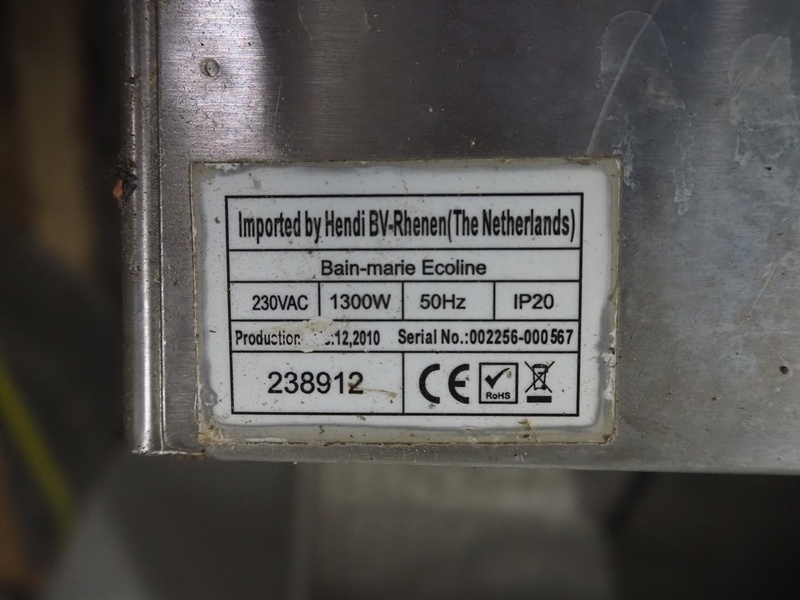 Imported by Hendi BV-Rhenen(The Netherlands)
Bain-marie Ecoline
230VAC 1300W 50Hz IP20
Production .:12,2010 Serial No.:002256-000567
238912 CE RoHS